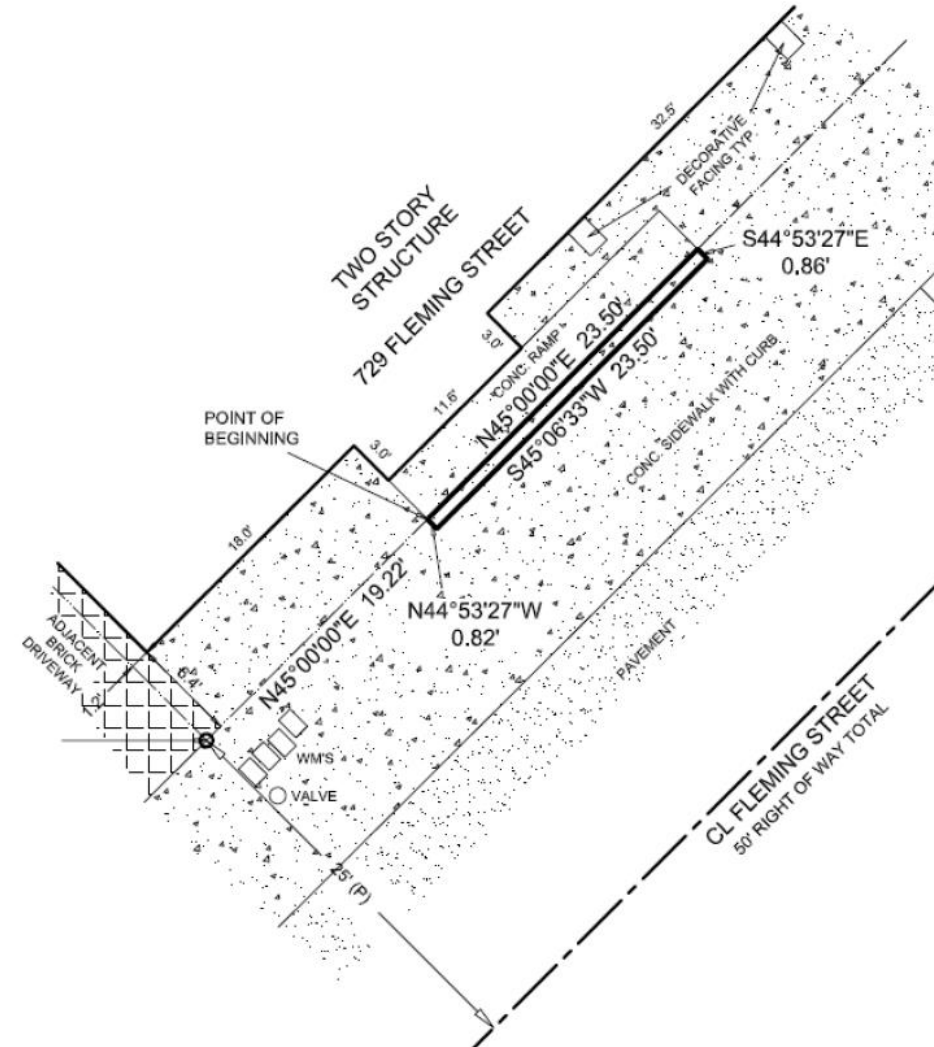 32.5'
DECORATIVE
FACING TYP
TWO STORY
STRUCTURE
729 FLEMING STREET
S44°53'27"E
0.86'
3.0'
CONC. RAMP
N45°00'00"E 23.50'
S45°06'33"W 23.50'
11.6'
CONC. SIDEWALK WITH CURB
POINT OF
BEGINNING
3.0'
18.0'
N44°53'27"W
0.82'
N45°00'00"E 19.22'
PAVEMENT
ADJACENT
BRICK
DRIVEWAY
6.4'
WM'S
VALVE
25' (P)
CL FLEMING STREET
50' RIGHT OF WAY TOTAL